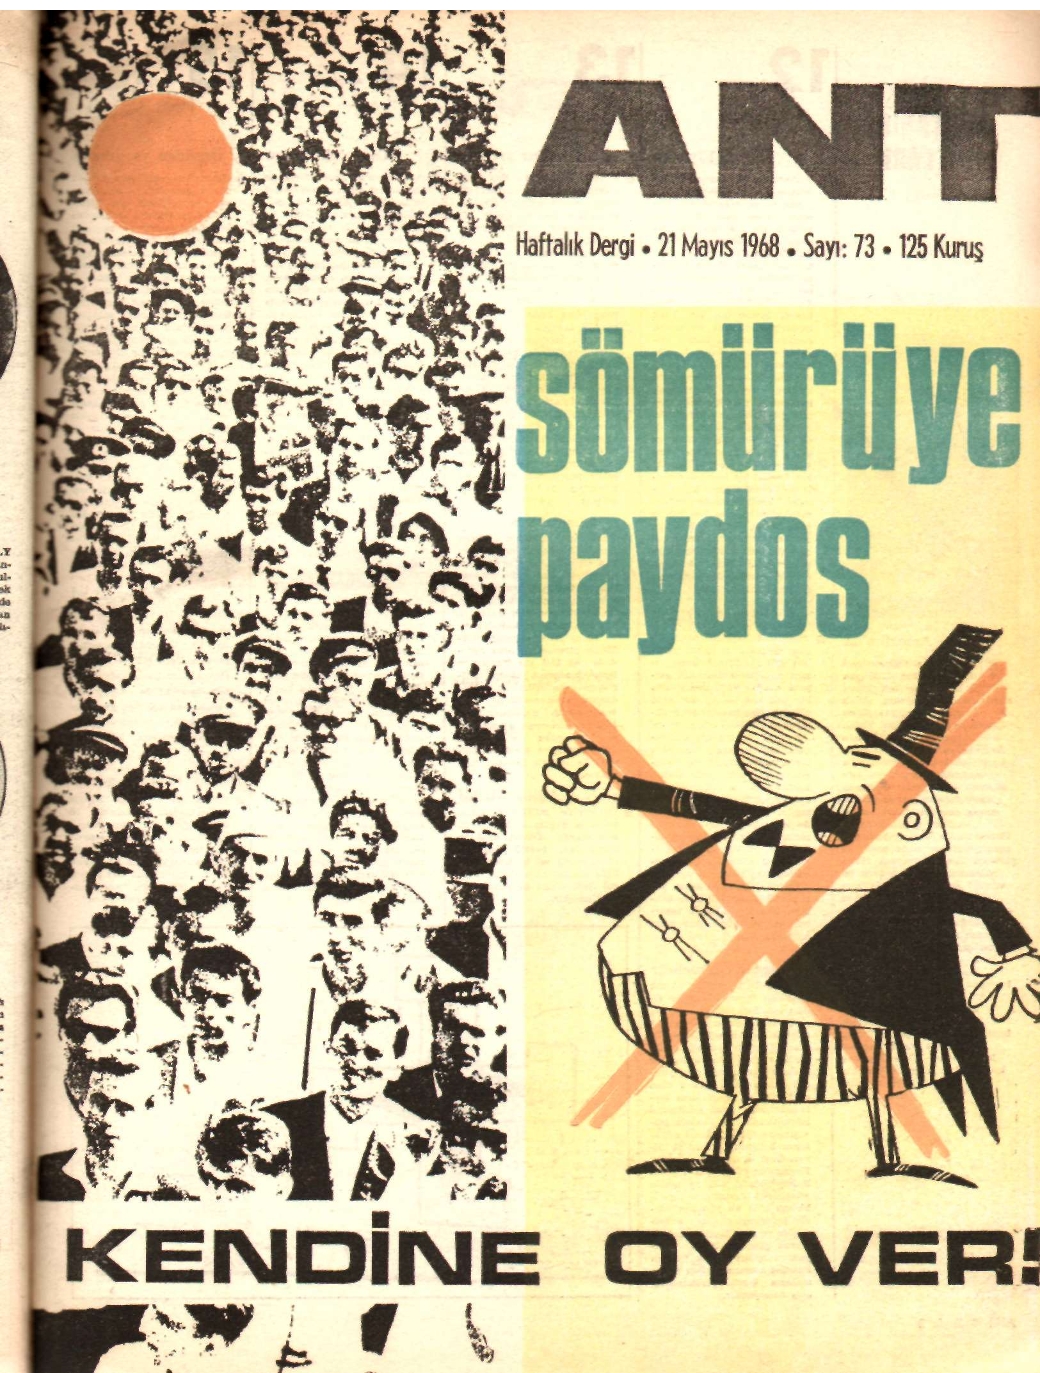 ANT
Haftalık Dergi • 21 Mayıs 1968 • Sayı: 73 • 125 Kuruş
sömürüye
paydos
KENDİNE OY VER